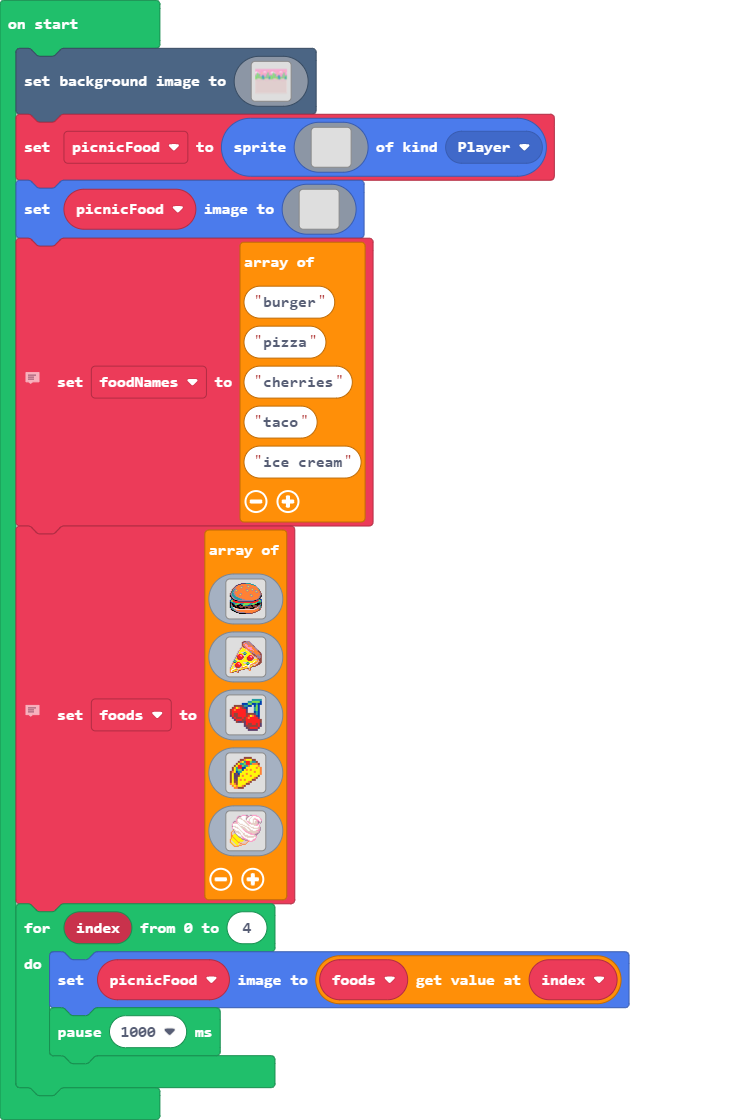 on start
set background image to
set picnicFood to sprite of kind Player
set picnicFood image to
array of
"burger"
"pizza"
set foodNames to "cherries"
"taco"
"ice cream"
array of
set foods to
for index from 0 to 4
do
set picnicFood image to foods get value at index
pause 1000 ms